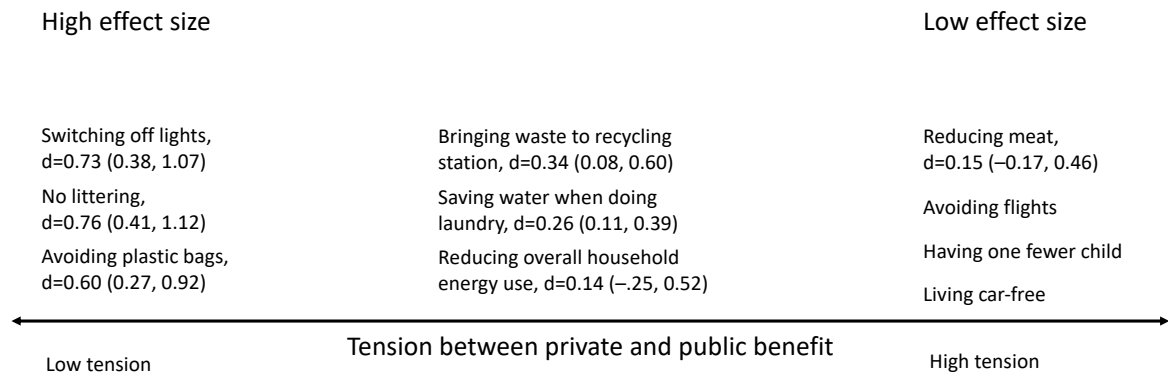 High effect size
Low effect size
Switching off lights,
d=0.73 (0.38, 1.07)
No littering,
d=0.76 (0.41, 1.12)
Avoiding plastic bags,
d=0.60 (0.27, 0.92)
Bringing waste to recycling
station, d=0.34 (0.08, 0.60)
Saving water when doing
laundry, d=0.26 (0.11, 0.39)
Reducing overall household
energy use, d=0.14 (–.25, 0.52)
Reducing meat,
d=0.15 (–0.17, 0.46)
Avoiding flights
Having one fewer child
Living car-free
Low tension
Tension between private and public benefit
High tension